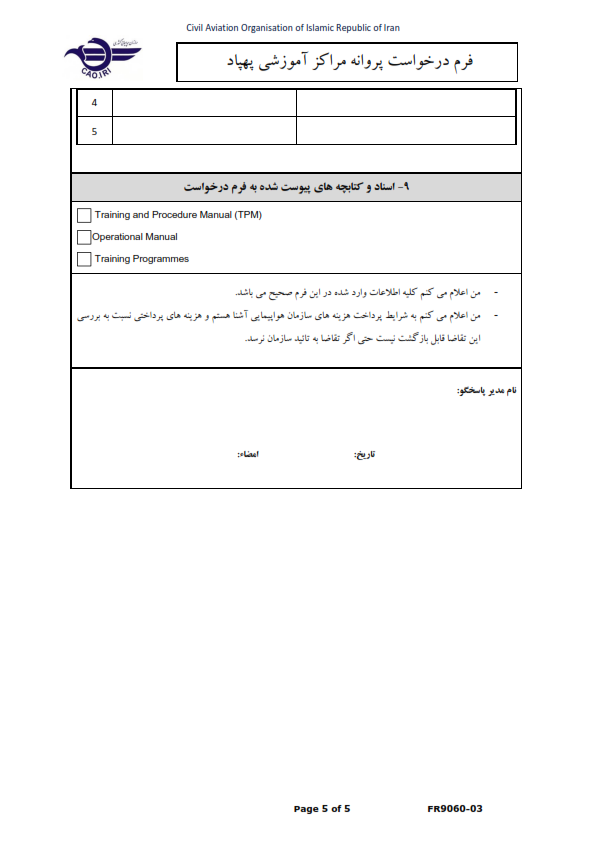 Civil Aviation Organisation of Islamic Republic of Iran
CAO.IRI
فرم درخواست پروانه مراکز آموزشی پهپاد
4
5
۹- اسناد و کتابچه های پیوست شده به فرم درخواست
Training and Procedure Manual (TPM)
Operational Manual
Training Programmes
- من اعلام می کنم کلیه اطلاعات وارد شده در این فرم صحیح می باشد.
- من اعلام می کنم به شرایط پرداخت هزینه های سازمان هواپیمایی آشنا هستم و هزینه های پرداختی نسبت به بررسی
این تقاضا قابل بازگشت نیست حتی اگر تقاضا به تائید سازمان نرسد.
نام مدیر پاسخگو:
تاریخ: امضاء:
Page 5 of 5 FR9060-03